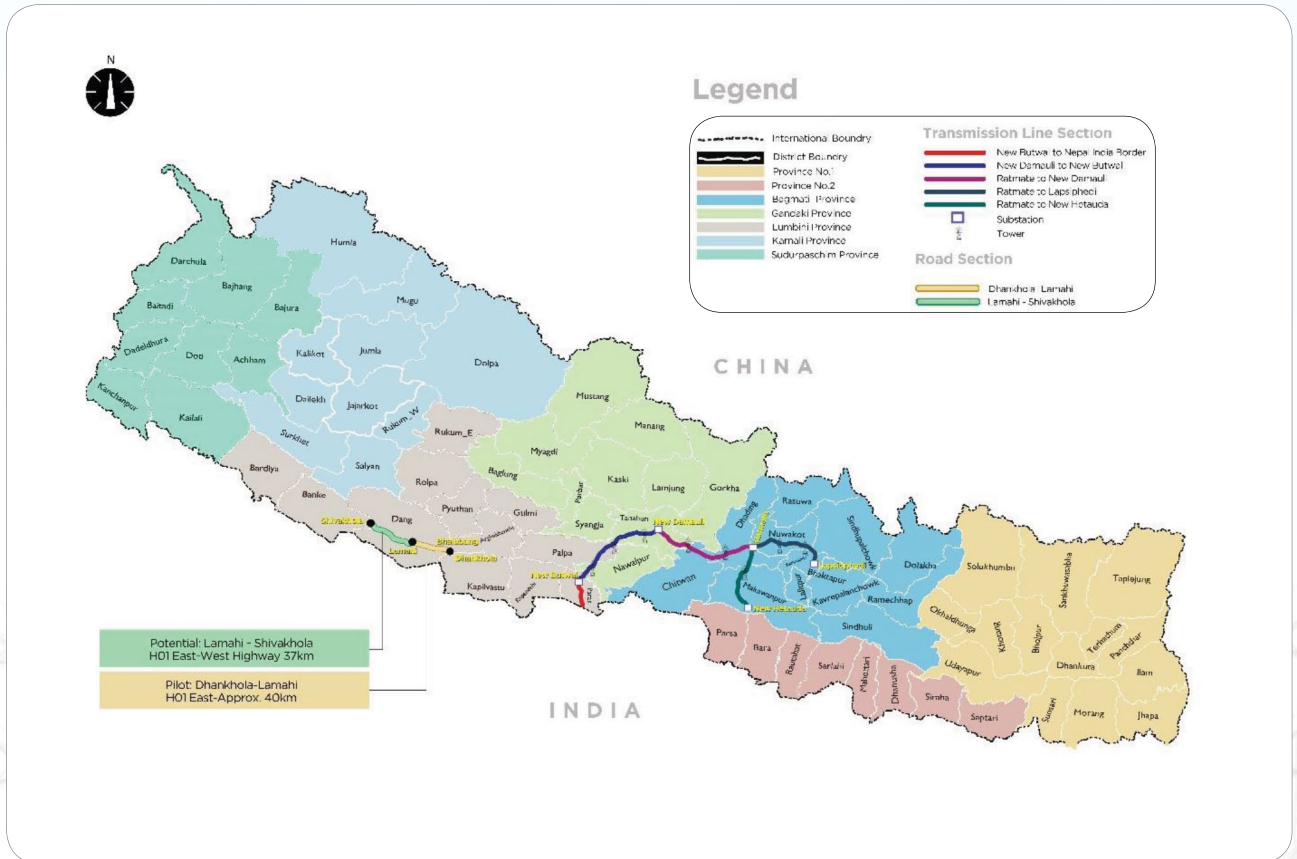 N
Legend
International Boundry
District Boundry
Province No.1
Province No.2
Bagmati Province
Gandaki Province
Lumbini Province
Karnali Province
Sudurpaschim Province
Transmission Line Section
New Butwal to Nepal India Border
New Damauli to New Butwal
Ratmate to New Damauli
Ratmate to Lapsiphedi
Ratmate to New Hetauda
Substation
Tower
Road Section
Dhankhola Lamahi
Lamahi - Shivakhola
CHINA
INDIA
Darchula
Bajhang
Baitadi
Bajura
Dadeldhura
Doti
Achham
Kanchanpur
Kailali
Humla
Mugu
Kalikot
Jumla
Dolpa
Dailekh
Jajarkot
Rukum_W
Surkhet
Salyan
Rukum_E
Bardiya
Banke
Rolpa
Dang
Pyuthan
Gulmi
Arghakhanchi
Palpa
Kapilvastu
Shivakhola
Lamahi
Bhalubang
Dhankhola
New Butwal
Mustang
Manang
Myagdi
Baglung
Parbat
Kaski
Lamjung
Gorkha
Syangja
Tanahun
New Damauli
Nawalpur
Dhading
Rasuwa
Nuwakot
Sindhupalchowk
Dolakha
Bhaktapur
Lalitpur
Kavrepalanchowk
Ramechhap
Chitwan
Makawanpur
New Hetauda
Sindhuli
Parsa
Bara
Rautahat
Sarlahi
Mahottari
Dhanusha
Siraha
Saptari
Solukhumbu
Sankhuwasabha
Taplejung
Okhaldhunga
Khotang
Bhojpur
Terhathum
Panchthar
Dhankuta
Ilam
Udayapur
Sunsari
Morang
Jhapa
Potential: Lamahi - Shivakhola
H01 East-West Highway 37km
Pilot: Dhankhola-Lamahi
H01 East-Approx. 40km